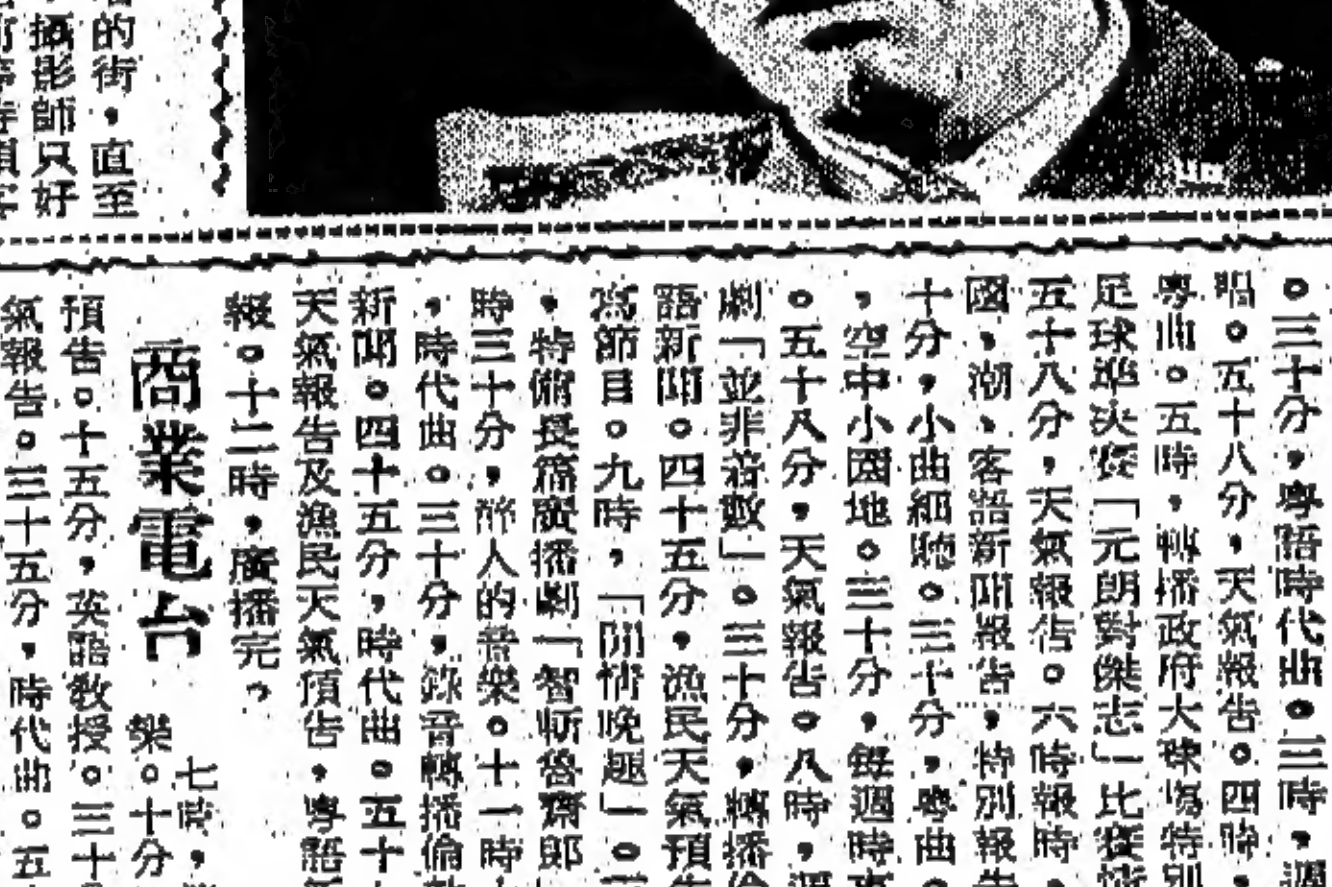 的街，直至
攝影師只好
。三十分，粵語時代曲。三時，週
唱。五十八分，天氣報告。四時，
粵曲。五時，轉播政府大球場特別
足球準決賽「元朗對傑志」比賽情
五十八分，天氣報告。六時報時，
國、潮、客語新聞報告，特別報告
十分，小曲細聽。三十分，粵曲。
，空中小園地。三十分，每週時事
。五十八分，天氣報告。八時，週
劇「並非着數」。三十分，轉播倫
語新聞。四十五分，漁民天氣預告
為節目。九時，「閒情晚趣」。
，特備長篇廣播劇「智斬魯齋郎
時三十分，醉人的音樂。十一時
，時代曲。三十分，錄音轉播倫敦
新聞。四十五分，時代曲。五十
天氣報告及漁民天氣預告，粵語新
報。十二時，廣播完。
商業電台
七時，
樂。十分
預告。十五分，英語教授。三十
氣報告。三十五分，時代曲。五